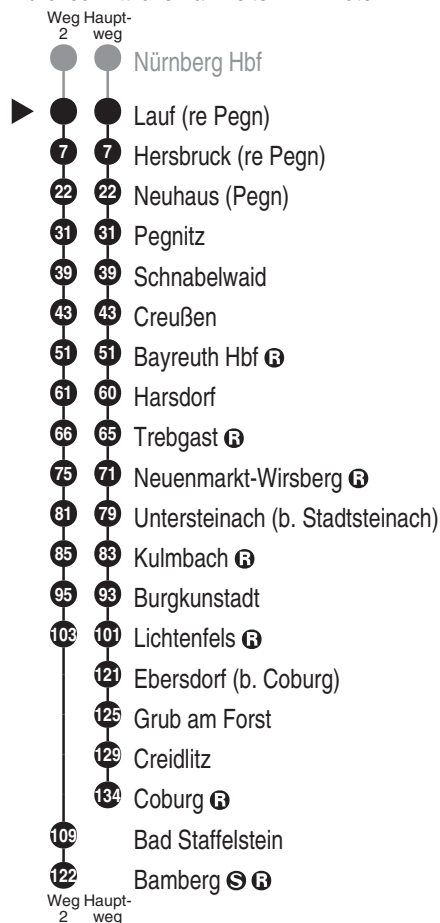 Weg Haupt-
2 weg
Nürnberg Hbf
Lauf (re Pegn)
7 7 Hersbruck (re Pegn)
22 22 Neuhaus (Pegn)
31 31 Pegnitz
39 39 Schnabelwaid
43 43 Creußen
51 51 Bayreuth Hbf R
61 60 Harsdorf
66 65 Trebgast R
75 71 Neuenmarkt-Wirsberg R
81 79 Untersteinach (b. Stadtsteinach)
85 83 Kulmbach R
95 93 Burgkunstadt
103 101 Lichtenfels R
121 Ebersdorf (b. Coburg)
125 Grub am Forst
129 Creidlitz
134 Coburg R
109 Bad Staffelstein
122 Bamberg S R
Weg Haupt-
2 weg